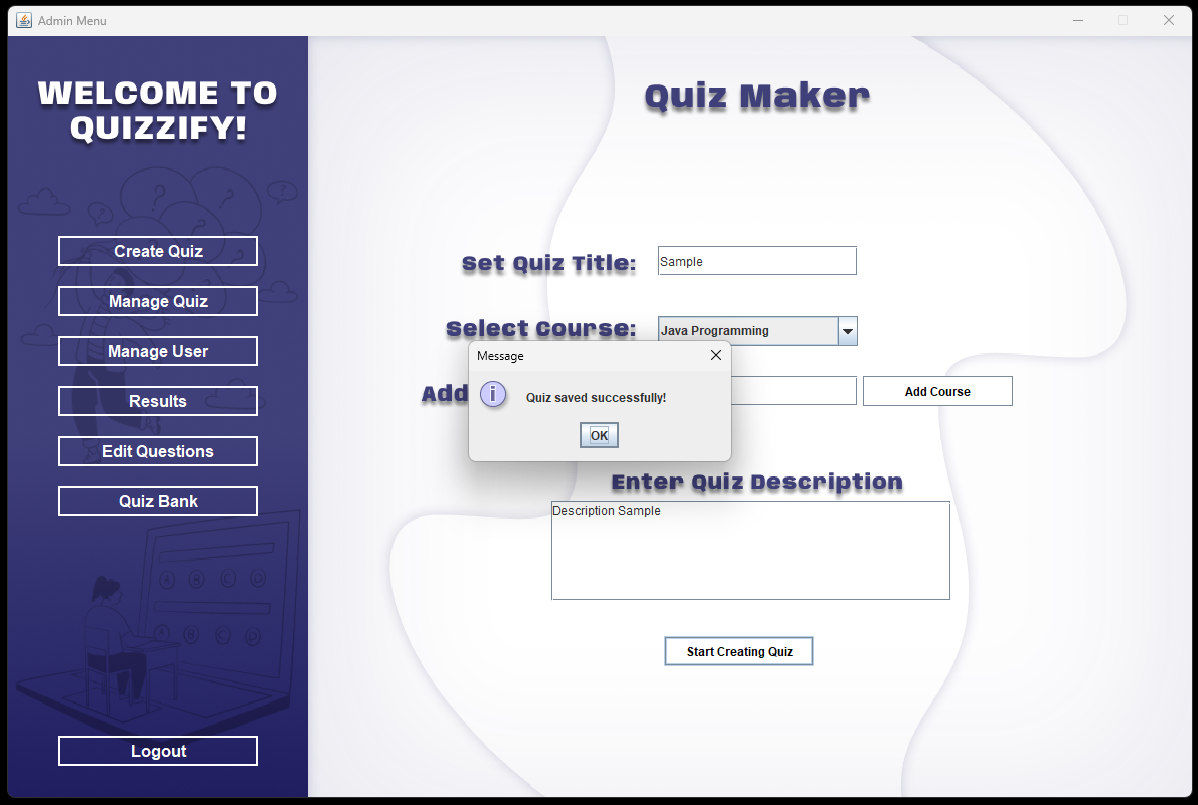 Admin Menu
WELCOME TO
QUIZZIFY!
Create Quiz
Manage Quiz
Manage User
Results
Edit Questions
Quiz Bank
Logout
Quiz Maker
Set Quiz Title:
Sample
Select Course:
Java Programming
Add
Add Course
Message
i
Quiz saved successfully!
OK
Enter Quiz Description
Description Sample
Start Creating Quiz
A B C D
A B C D